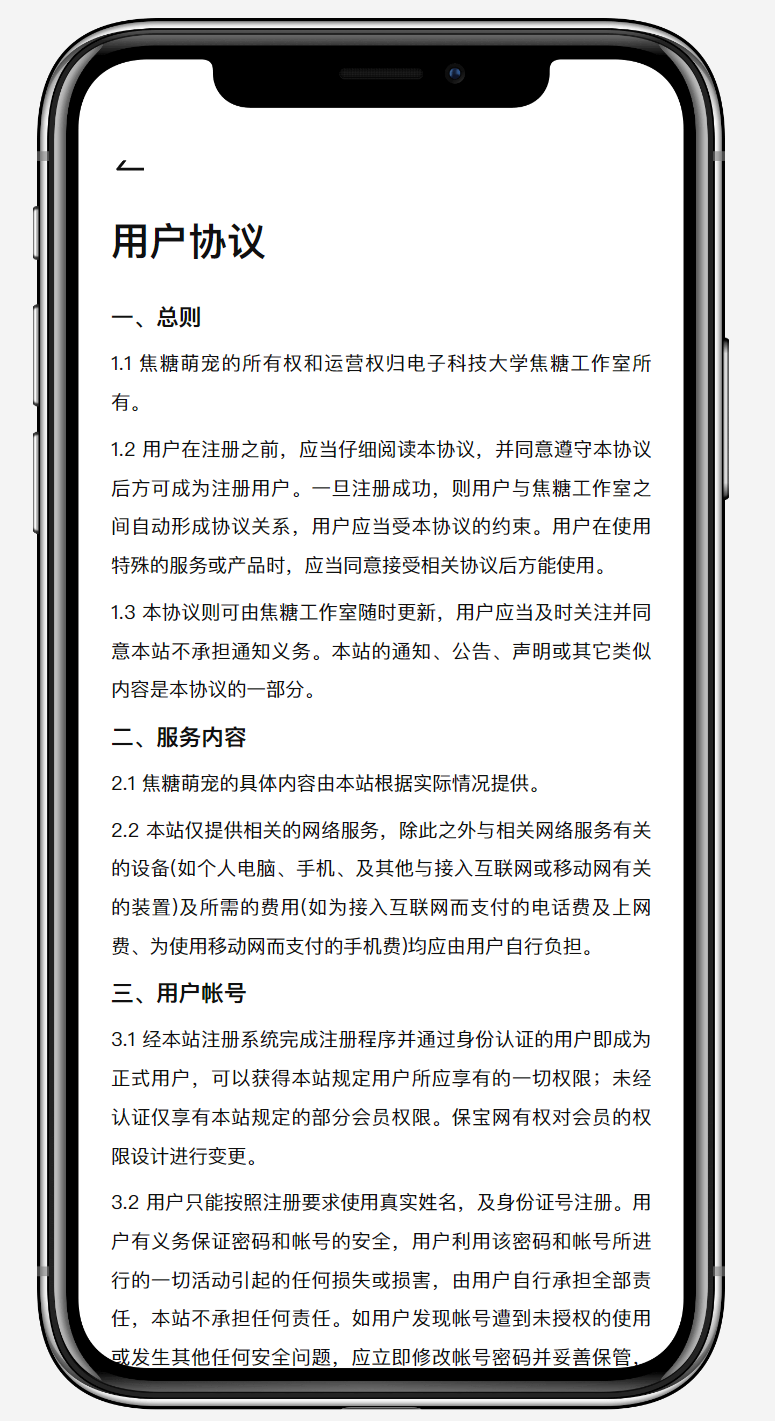 用户协议
一、总则
1.1 焦糖萌宠的所有权和运营权归电子科技大学焦糖工作室所
有。
1.2 用户在注册之前，应当仔细阅读本协议，并同意遵守本协议
后方可成为注册用户。一旦注册成功，则用户与焦糖工作室之
间自动形成协议关系，用户应当受本协议的约束。用户在使用
特殊的服务或产品时，应当同意接受相关协议后方能使用。
1.3 本协议则可由焦糖工作室随时更新，用户应当及时关注并同
意本站不承担通知义务。本站的通知、公告、声明或其它类似
内容是本协议的一部分。
二、服务内容
2.1 焦糖萌宠的具体内容由本站根据实际情况提供。
2.2 本站仅提供相关的网络服务，除此之外与相关网络服务有关
的设备(如个人电脑、手机、及其他与接入互联网或移动网有关
的装置)及所需的费用(如为接入互联网而支付的电话费及上网
费、为使用移动网而支付的手机费)均应由用户自行负担。
三、用户帐号
3.1 经本站注册系统完成注册程序并通过身份认证的用户即成为
正式用户，可以获得本站规定用户所应享有的一切权限；未经
认证仅享有本站规定的部分会员权限。保宝网有权对会员的权
限设计进行变更。
3.2 用户只能按照注册要求使用真实姓名，及身份证号注册。用
户有义务保证密码和帐号的安全，用户利用该密码和帐号所进
行的一切活动引起的任何损失或损害，由用户自行承担全部责
任，本站不承担任何责任。如用户发现帐号遭到未授权的使用
或发生其他任何安全问题，应立即修改帐号密码并妥善保管，